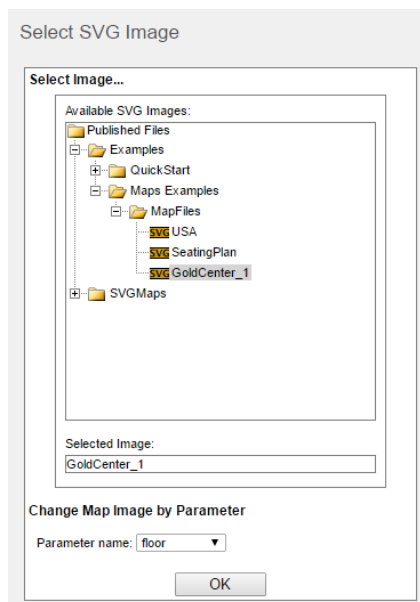 Select SVG Image
Select Image...
Available SVG Images:
Published Files
Examples
QuickStart
Maps Examples
MapFiles
SVG USA
SVG SeatingPlan
SVG GoldCenter_1
SVGMaps
Selected Image:
GoldCenter_1
Change Map Image by Parameter
Parameter name: floor
OK